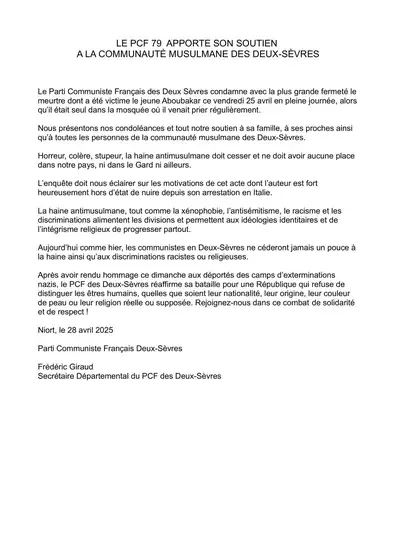 LE PCF 79  APPORTE SON SOUTIEN
A LA COMMUNAUTÉ MUSULMANE DES DEUX-SÈVRES
Le Parti Communiste Français des Deux Sèvres condamne avec la plus grande fermeté le
meurtre dont a été victime le jeune Aboubakar ce vendredi 25 avril en pleine journée, alors
qu'il était seul dans la mosquée où il venait prier régulièrement.
Nous présentons nos condoléances et tout notre soutien à sa famille, à ses proches ainsi
qu'à toutes les personnes de la communauté musulmane des Deux-Sèvres.
Horreur, colère, stupeur, la haine antimusulmane doit cesser et ne doit avoir aucune place
dans notre pays, ni dans le Gard ni ailleurs.
L'enquête doit nous éclairer sur les motivations de cet acte dont l'auteur est fort
heureusement hors d'état de nuire depuis son arrestation en Italie.
La haine antimusulmane, tout comme la xénophobie, l'antisémitisme, le racisme et les
discriminations alimentent les divisions et permettent aux idéologies identitaires et de
l'intégrisme religieux de progresser partout.
Aujourd'hui comme hier, les communistes en Deux-Sèvres ne céderont jamais un pouce à
la haine ainsi qu'aux discriminations racistes ou religieuses.
Après avoir rendu hommage ce dimanche aux déportés des camps d'exterminations
nazis, le PCF des Deux-Sèvres réaffirme sa bataille pour une République qui refuse de
distinguer les êtres humains, quelles que soient leur nationalité, leur origine, leur couleur
de peau ou leur religion réelle ou supposée. Rejoignez-nous dans ce combat de solidarité
et de respect !
Niort, le 28 avril 2025
Parti Communiste Français Deux-Sèvres
Frédéric Giraud
Secrétaire Départemental du PCF des Deux-Sèvres